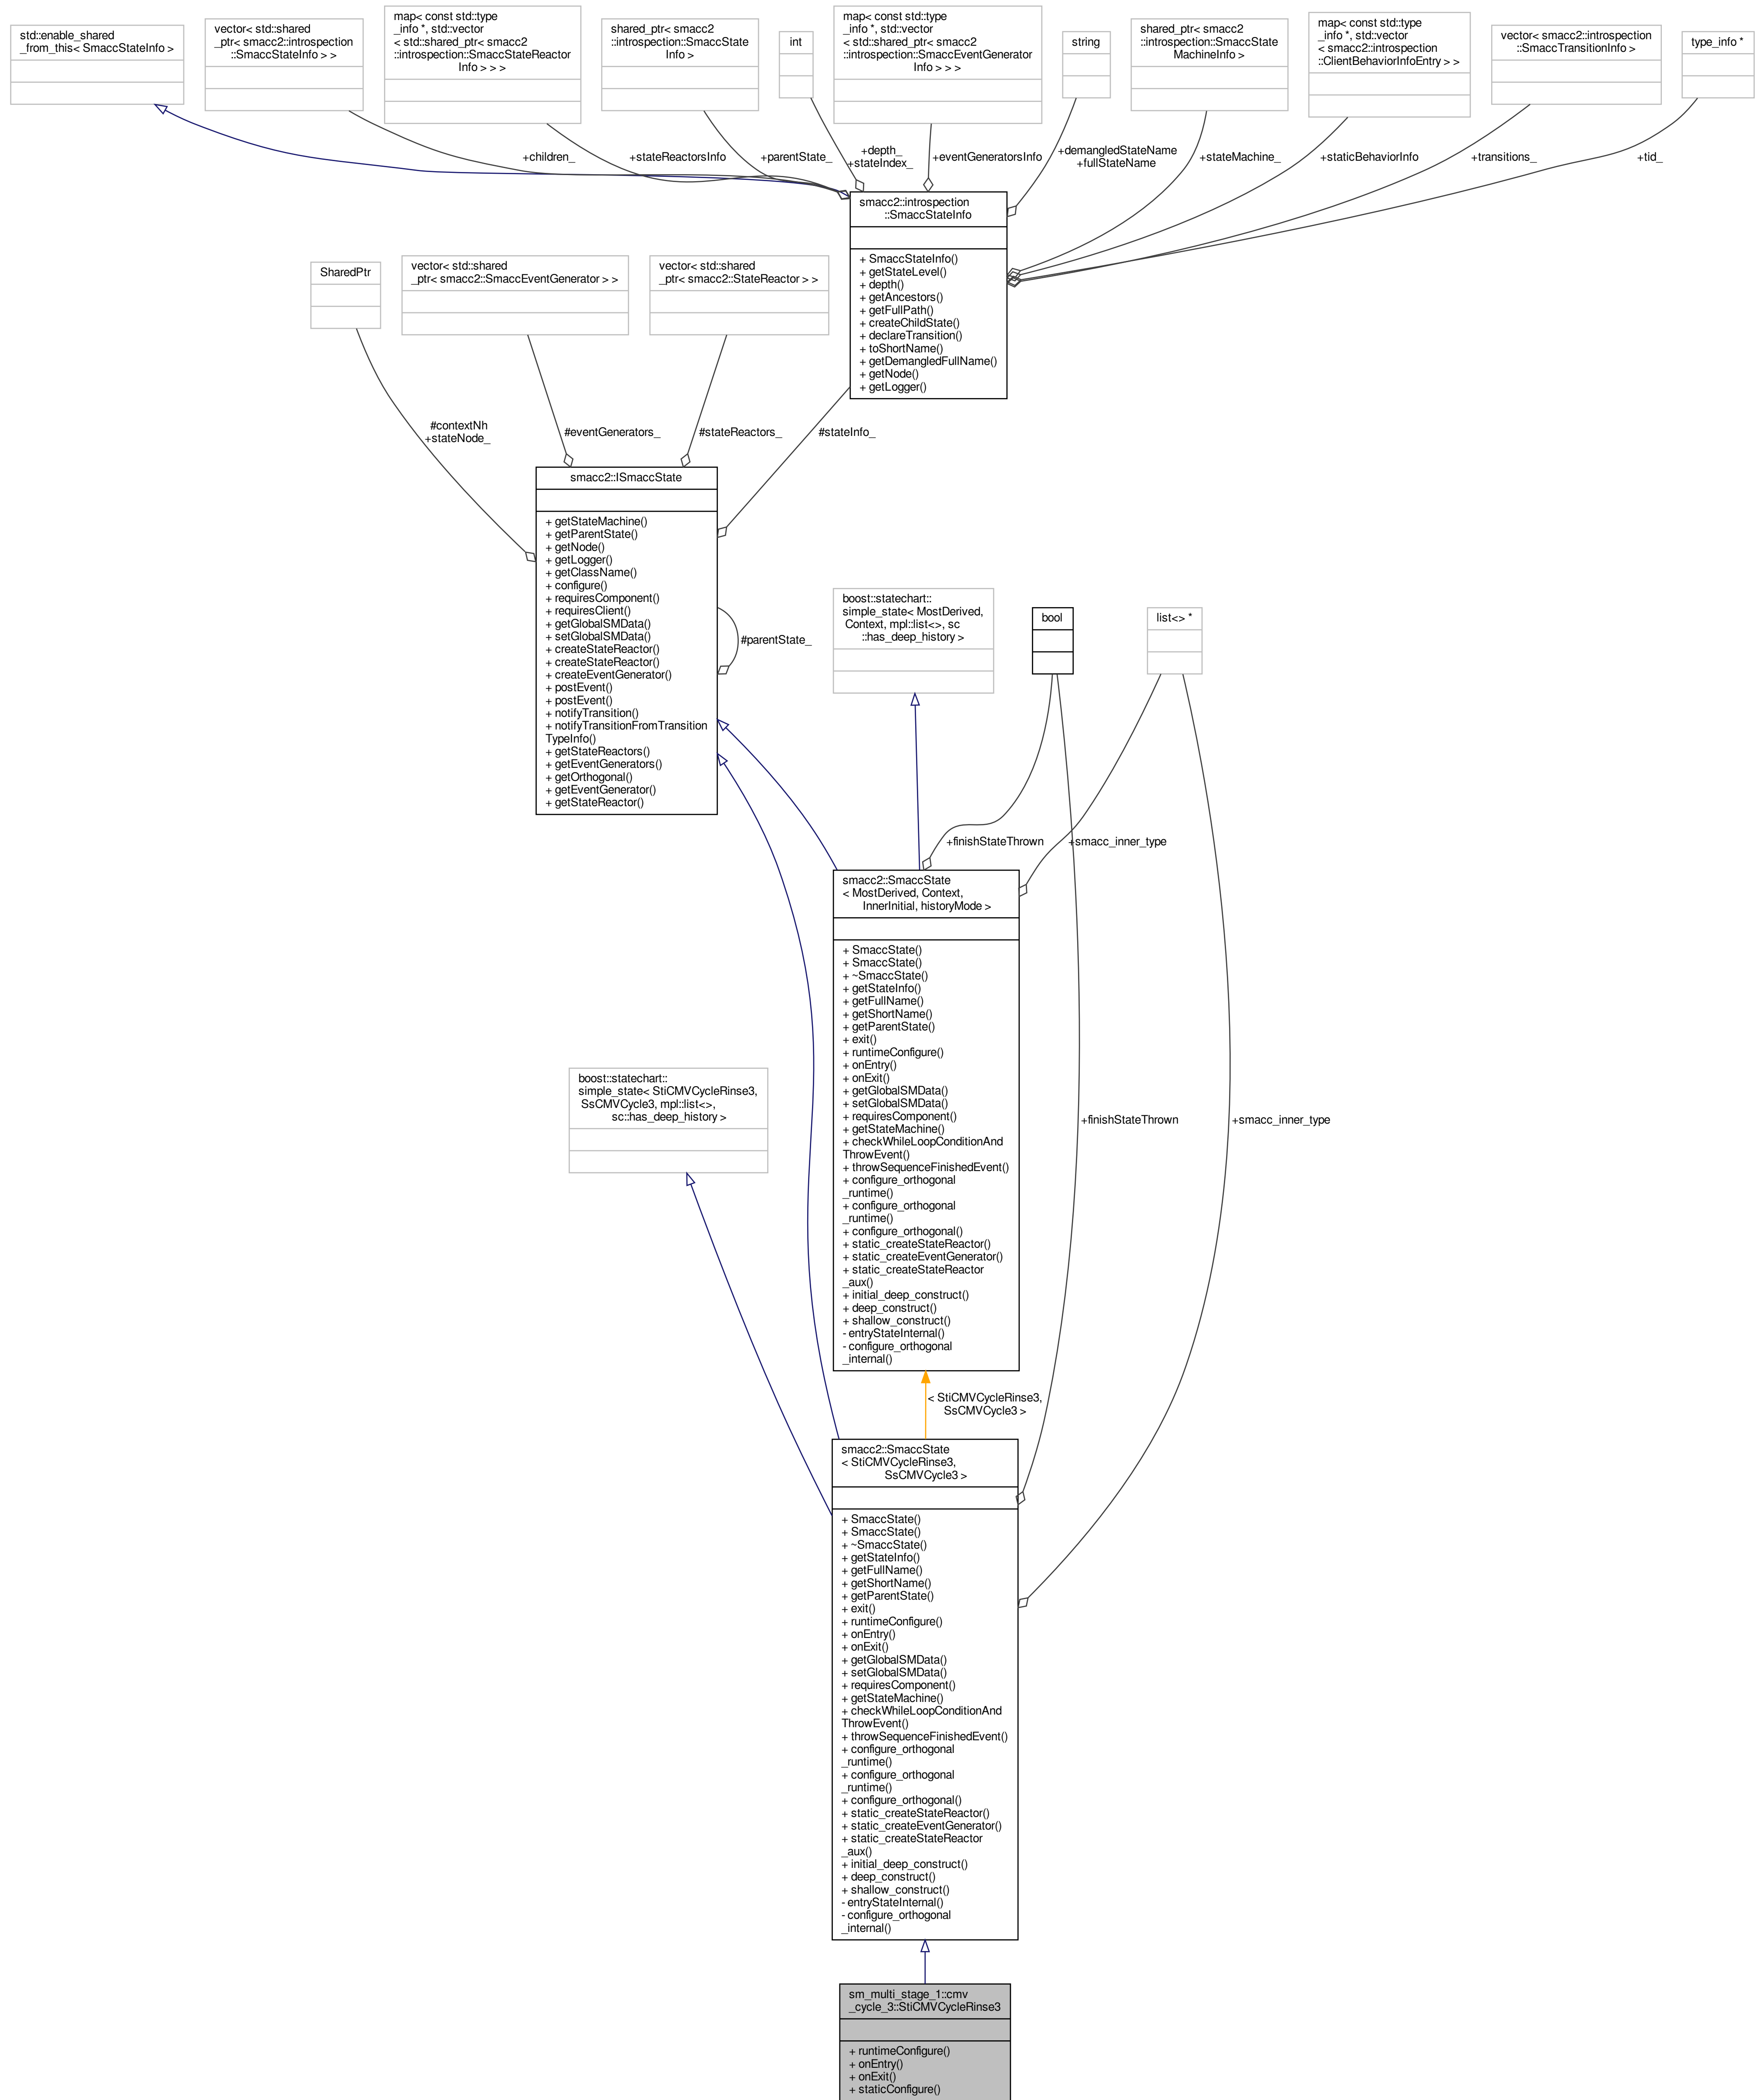 std::enable_shared
_from_this< SmaccStateInfo >
vector< std::shared
_ptr< smacc2::introspection
::SmaccStateInfo > >
map< const std::type
_info *, std::vector
< std::shared_ptr< smacc2
::introspection::SmaccStateReactor
Info > > >
shared_ptr< smacc2
::introspection::SmaccState
Info >
int
map< const std::type
_info *, std::vector
< std::shared_ptr< smacc2
::introspection::SmaccEventGenerator
Info > > >
string
shared_ptr< smacc2
::introspection::SmaccState
MachineInfo >
map< const std::type
_info *, std::vector
< smacc2::introspection
::ClientBehaviorInfoEntry > >
vector< smacc2::introspection
::SmaccTransitionInfo >
type_info *
+children_
+stateReactorsInfo
+parentState_
+depth_
+stateIndex_
+eventGeneratorsInfo
+demangledStateName
+fullStateName
+stateMachine_
+staticBehaviorInfo
+transitions_
+tid_
smacc2::introspection
::SmaccStateInfo
+ SmaccStateInfo()
+ getStateLevel()
+ depth()
+ getAncestors()
+ getFullPath()
+ createChildState()
+ declareTransition()
+ toShortName()
+ getDemangledFullName()
+ getNode()
+ getLogger()
SharedPtr
vector< std::shared
_ptr< smacc2::SmaccEventGenerator > >
vector< std::shared
_ptr< smacc2::StateReactor > >
#contextNh
+stateNode_
#eventGenerators_
#stateReactors_
#stateInfo_
smacc2::ISmaccState
+ getStateMachine()
+ getParentState()
+ getNode()
+ getLogger()
+ getClassName()
+ configure()
+ requiresComponent()
+ requiresClient()
+ getGlobalSMData()
+ setGlobalSMData()
+ createStateReactor()
+ createStateReactor()
+ createEventGenerator()
+ postEvent()
+ postEvent()
+ notifyTransition()
+ notifyTransitionFromTransition
TypeInfo()
+ getStateReactors()
+ getEventGenerators()
+ getOrthogonal()
+ getEventGenerator()
+ getStateReactor()
#parentState_
boost::statechart::
simple_state< MostDerived,
Context, mpl::list<>, sc
::has_deep_history >
bool
list<> *
+finishStateThrown
+smacc_inner_type
smacc2::SmaccState
< MostDerived, Context,
InnerInitial, historyMode >
+ SmaccState()
+ SmaccState()
+ ~SmaccState()
+ getStateInfo()
+ getFullName()
+ getShortName()
+ getParentState()
+ exit()
+ runtimeConfigure()
+ onEntry()
+ onExit()
+ getGlobalSMData()
+ setGlobalSMData()
+ requiresComponent()
+ getStateMachine()
+ checkWhileLoopConditionAnd
ThrowEvent()
+ throwSequenceFinishedEvent()
+ configure_orthogonal
_runtime()
+ configure_orthogonal
_runtime()
+ configure_orthogonal()
+ static_createStateReactor()
+ static_createEventGenerator()
+ static_createStateReactor
_aux()
+ initial_deep_construct()
+ deep_construct()
+ shallow_construct()
- entryStateInternal()
- configure_orthogonal
_internal()
boost::statechart::
simple_state< StiCMVCycleRinse3,
SsCMVCycle3, mpl::list<>,
sc::has_deep_history >
+finishStateThrown
+smacc_inner_type
< StiCMVCycleRinse3,
SsCMVCycle3 >
smacc2::SmaccState
< StiCMVCycleRinse3,
SsCMVCycle3 >
+ SmaccState()
+ SmaccState()
+ ~SmaccState()
+ getStateInfo()
+ getFullName()
+ getShortName()
+ getParentState()
+ exit()
+ runtimeConfigure()
+ onEntry()
+ onExit()
+ getGlobalSMData()
+ setGlobalSMData()
+ requiresComponent()
+ getStateMachine()
+ checkWhileLoopConditionAnd
ThrowEvent()
+ throwSequenceFinishedEvent()
+ configure_orthogonal
_runtime()
+ configure_orthogonal
_runtime()
+ configure_orthogonal()
+ static_createStateReactor()
+ static_createEventGenerator()
+ static_createStateReactor
_aux()
+ initial_deep_construct()
+ deep_construct()
+ shallow_construct()
- entryStateInternal()
- configure_orthogonal
_internal()
sm_multi_stage_1::cmv
_cycle_3::StiCMVCycleRinse3
+ runtimeConfigure()
+ onEntry()
+ onExit()
+ staticConfigure()